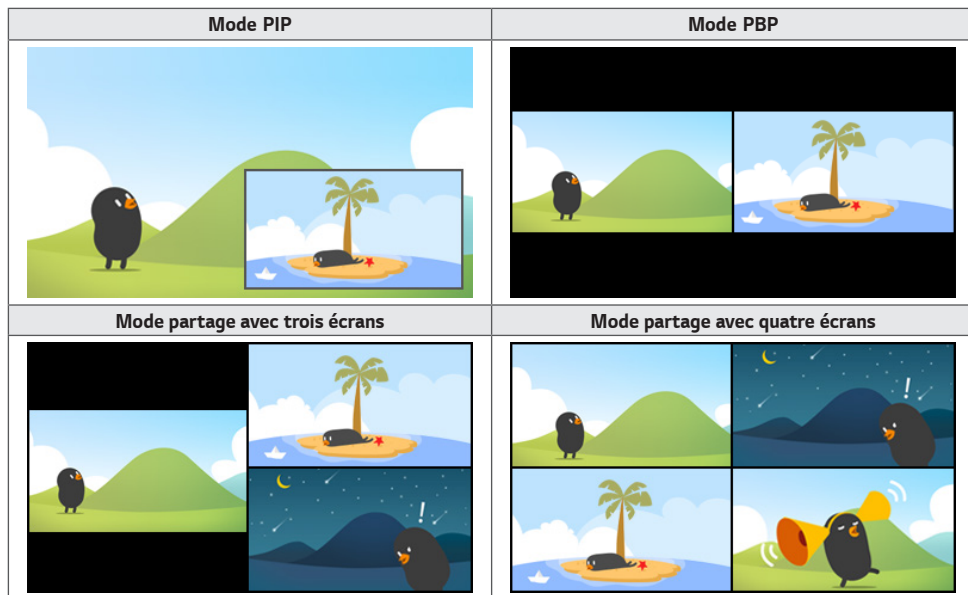 Mode PIP
Mode PBP
Mode partage avec trois écrans
Mode partage avec quatre écrans
!
!